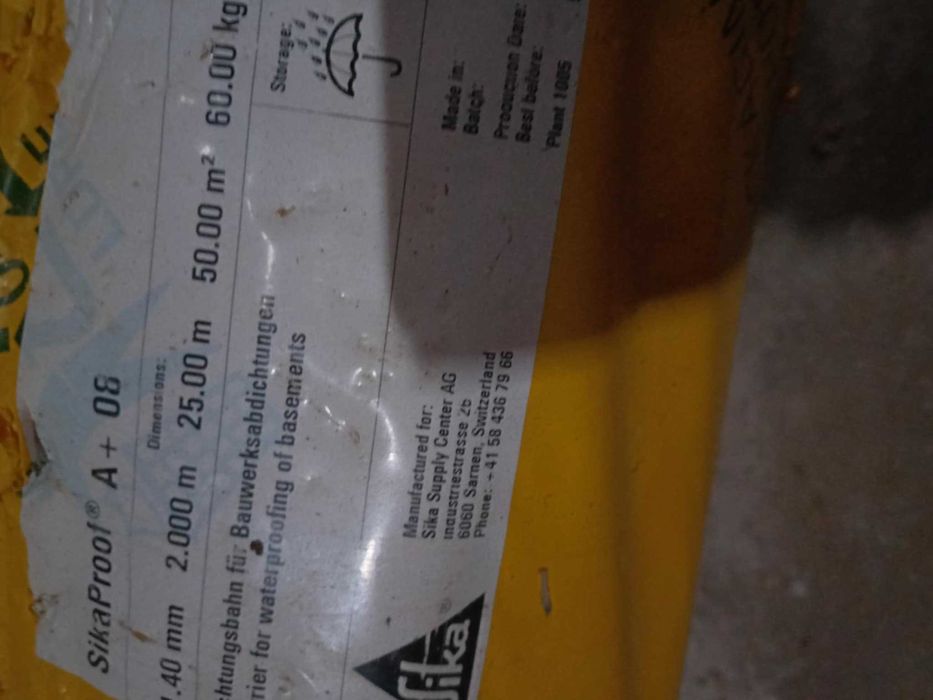 SikaProof® A + 08
Dimensions:
.40 mm 2.000 m 25.00 m 50.00 m² 60.00 kg
htungsbahn für Bauwerksabdichtungen
rier for waterproofing of basements
Storage:
Manufactured for:
Sika Supply Center AG
Industriestrasse 26
6060 Sarnen, Switzerland
Phone: +41 58 436 79 66
Made in:
Batch:
Production Date:
Best before:
Plant 1005
Sika®